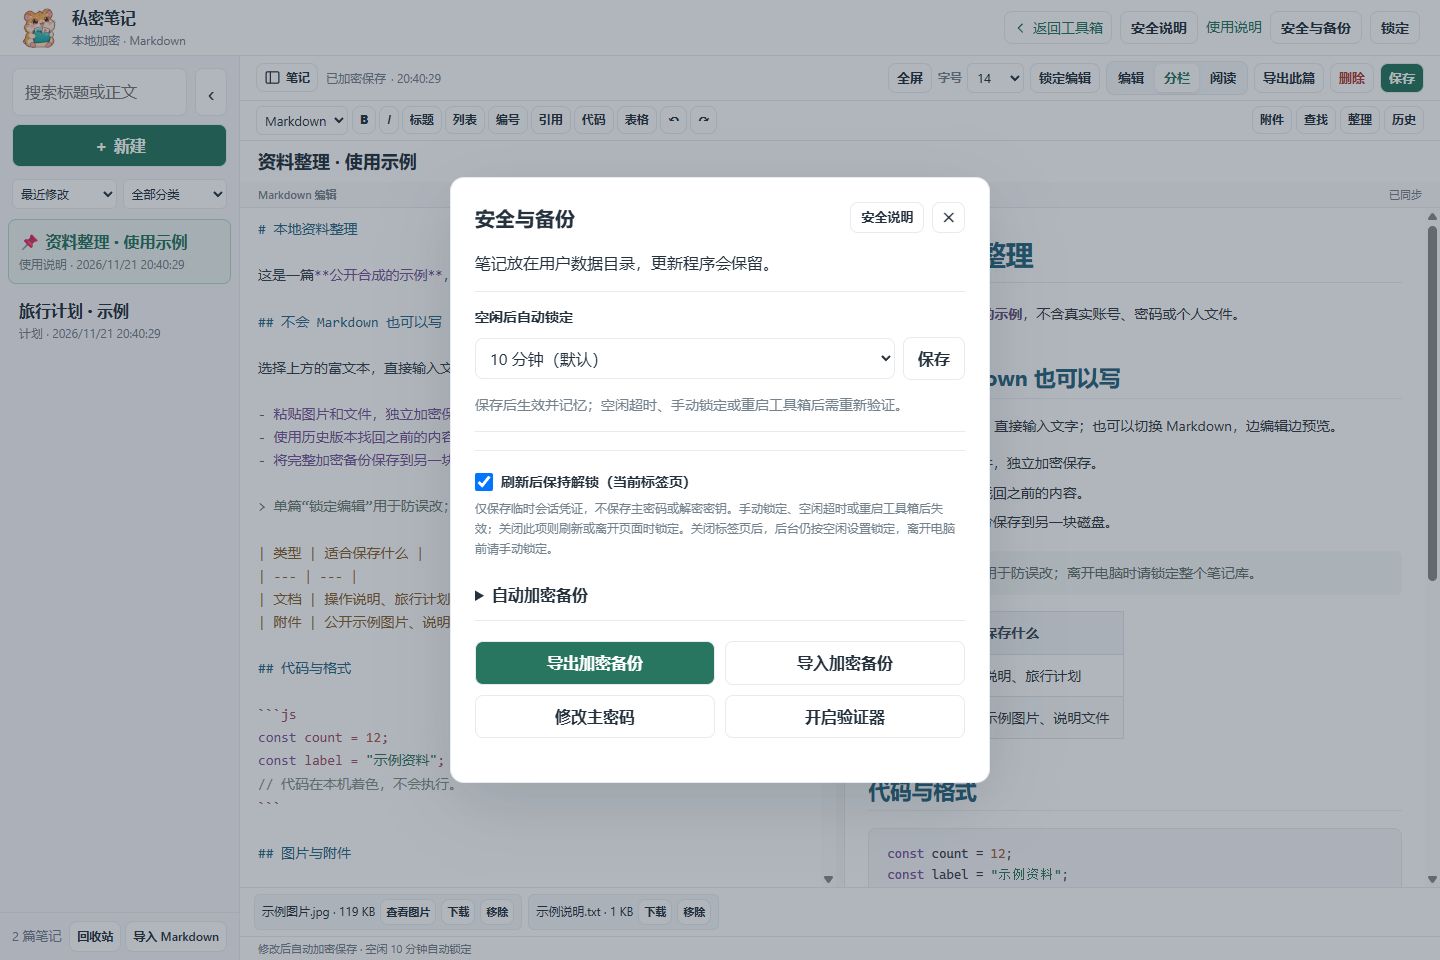 私密笔记
本地加密 · Markdown
返回工具箱
安全说明
使用说明
安全与备份
锁定
搜索标题或正文
+ 新建
最近修改
全部分类
资料整理 · 使用示例
使用说明 · 2026/11/21 20:40:29
旅行计划 · 示例
计划 · 2026/11/21 20:40:29
2 篇笔记
回收站
导入 Markdown
笔记
已加密保存 · 20:40:29
全屏
字号
14
锁定编辑
编辑
分栏
阅读
导出此篇
删除
保存
Markdown
B
I
标题
列表
编号
引用
代码
表格
附件
查找
整理
历史
资料整理 · 使用示例
Markdown 编辑
已同步
# 本地资料整理
这是一篇**公开合成的示例**，
## 不会 Markdown 也可以写
选择上方的富文本，直接输入文
- 粘贴图片和文件，独立加密保
- 使用历史版本找回之前的内容
- 将完整加密备份保存到另一块
> 单篇“锁定编辑”用于防误改；
| 类型 | 适合保存什么 |
| --- | --- |
| 文档 | 操作说明、旅行计划
| 附件 | 公开示例图片、说明
## 代码与格式
```js
const count = 12;
const label = "示例资料";
// 代码在本机着色，不会执行。
```
## 图片与附件
安全与备份
安全说明
笔记放在用户数据目录，更新程序会保留。
空闲后自动锁定
10 分钟（默认）
保存
保存后生效并记忆；空闲超时、手动锁定或重启工具箱后需重新验证。
刷新后保持解锁（当前标签页）
仅保存临时会话凭证，不保存主密码或解密密钥。手动锁定、空闲超时或重启工具箱后失
效；关闭此项则刷新或离开页面时锁定。关闭标签页后，后台仍按空闲设置锁定，离开电脑
前请手动锁定。
自动加密备份
导出加密备份
导入加密备份
修改主密码
开启验证器
整理
示例，不含真实账号、密码或个人文件。
own 也可以写
直接输入文字；也可以切换 Markdown，边编辑边预览。
，独立加密保存。
找回之前的内容。
保存到另一块磁盘。
用于防误改；离开电脑时请锁定整个笔记库。
保存什么
说明、旅行计划
示例图片、说明文件
代码与格式
const count = 12;
const label = "示例资料";
示例图片.jpg · 119 KB
查看图片
下载
移除
示例说明.txt · 1 KB
下载
移除
修改后自动加密保存 · 空闲 10 分钟自动锁定